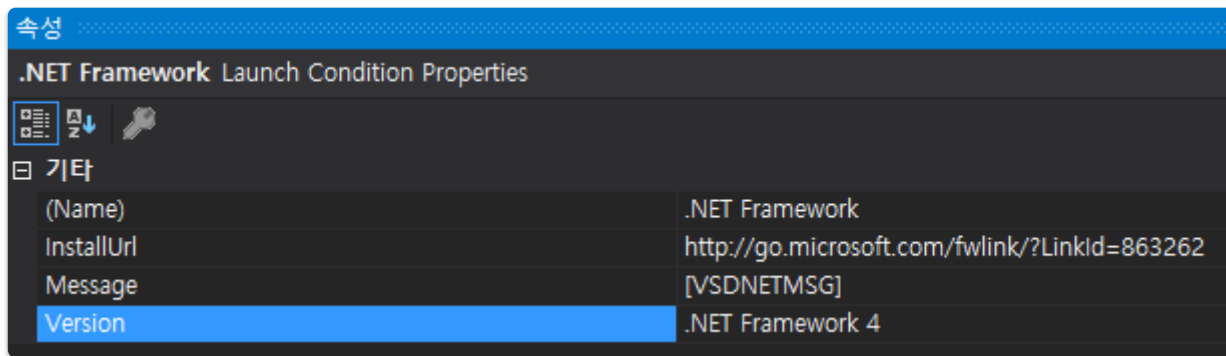 속성
.NET Framework Launch Condition Properties
기타
(Name) .NET Framework
InstallUrl http://go.microsoft.com/fwlink/?LinkId=863262
Message [VSDNETMSG]
Version .NET Framework 4